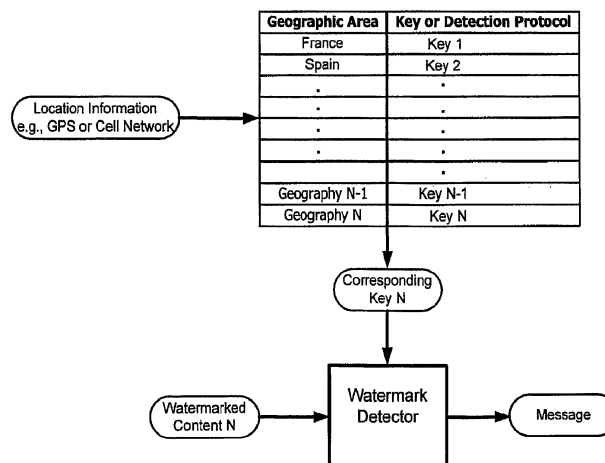 Geographic Area Key or Detection Protocol
France Key 1
Spain Key 2
. .
. .
. .
. .
. .
Geography N-1 Key N-1
Geography N Key N
Location Information
e.g., GPS or Cell Network
Corresponding
Key N
Watermark
Detector
Watermarked
Content N
Message